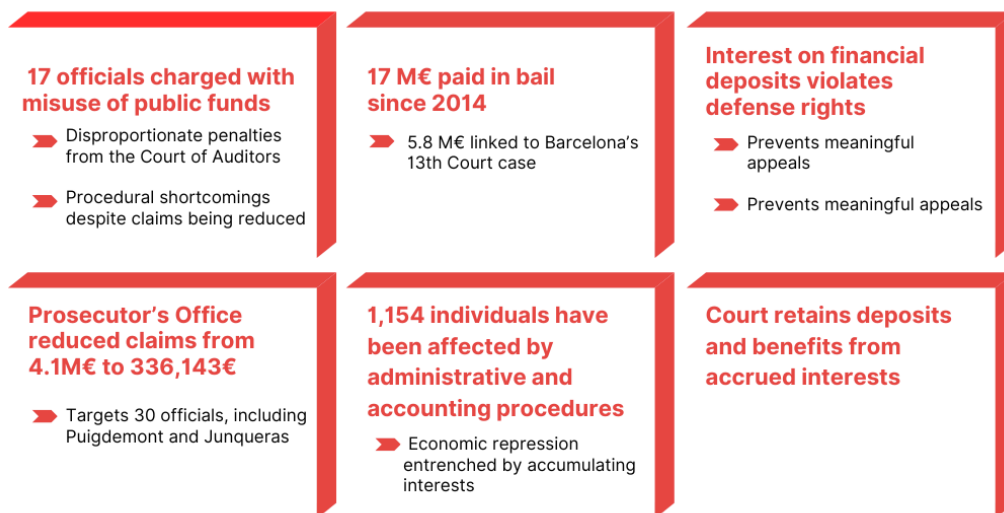 17 officials charged with
misuse of public funds
Disproportionate penalties
from the Court of Auditors
Procedural shortcomings
despite claims being reduced
17 M€ paid in bail
since 2014
5.8 M€ linked to Barcelona's
13th Court case
Interest on financial
deposits violates
defense rights
Prevents meaningful
appeals
Prevents meaningful appeals
Prosecutor's Office
reduced claims from
4.1M€ to 336,143€
Targets 30 officials, including
Puigdemont and Junqueras
1,154 individuals have
been affected by
administrative and
accounting procedures
Economic repression
entrenched by accumulating
interests
Court retains deposits
and benefits from
accrued interests